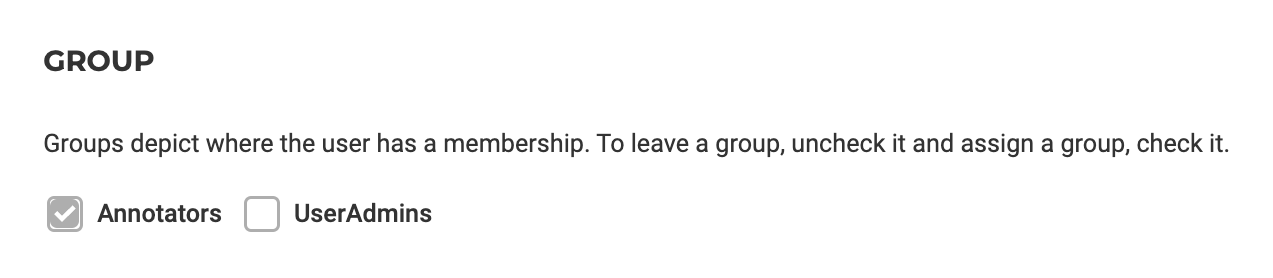 GROUP
Groups depict where the user has a membership. To leave a group, uncheck it and assign a group, check it.
Annotators UserAdmins